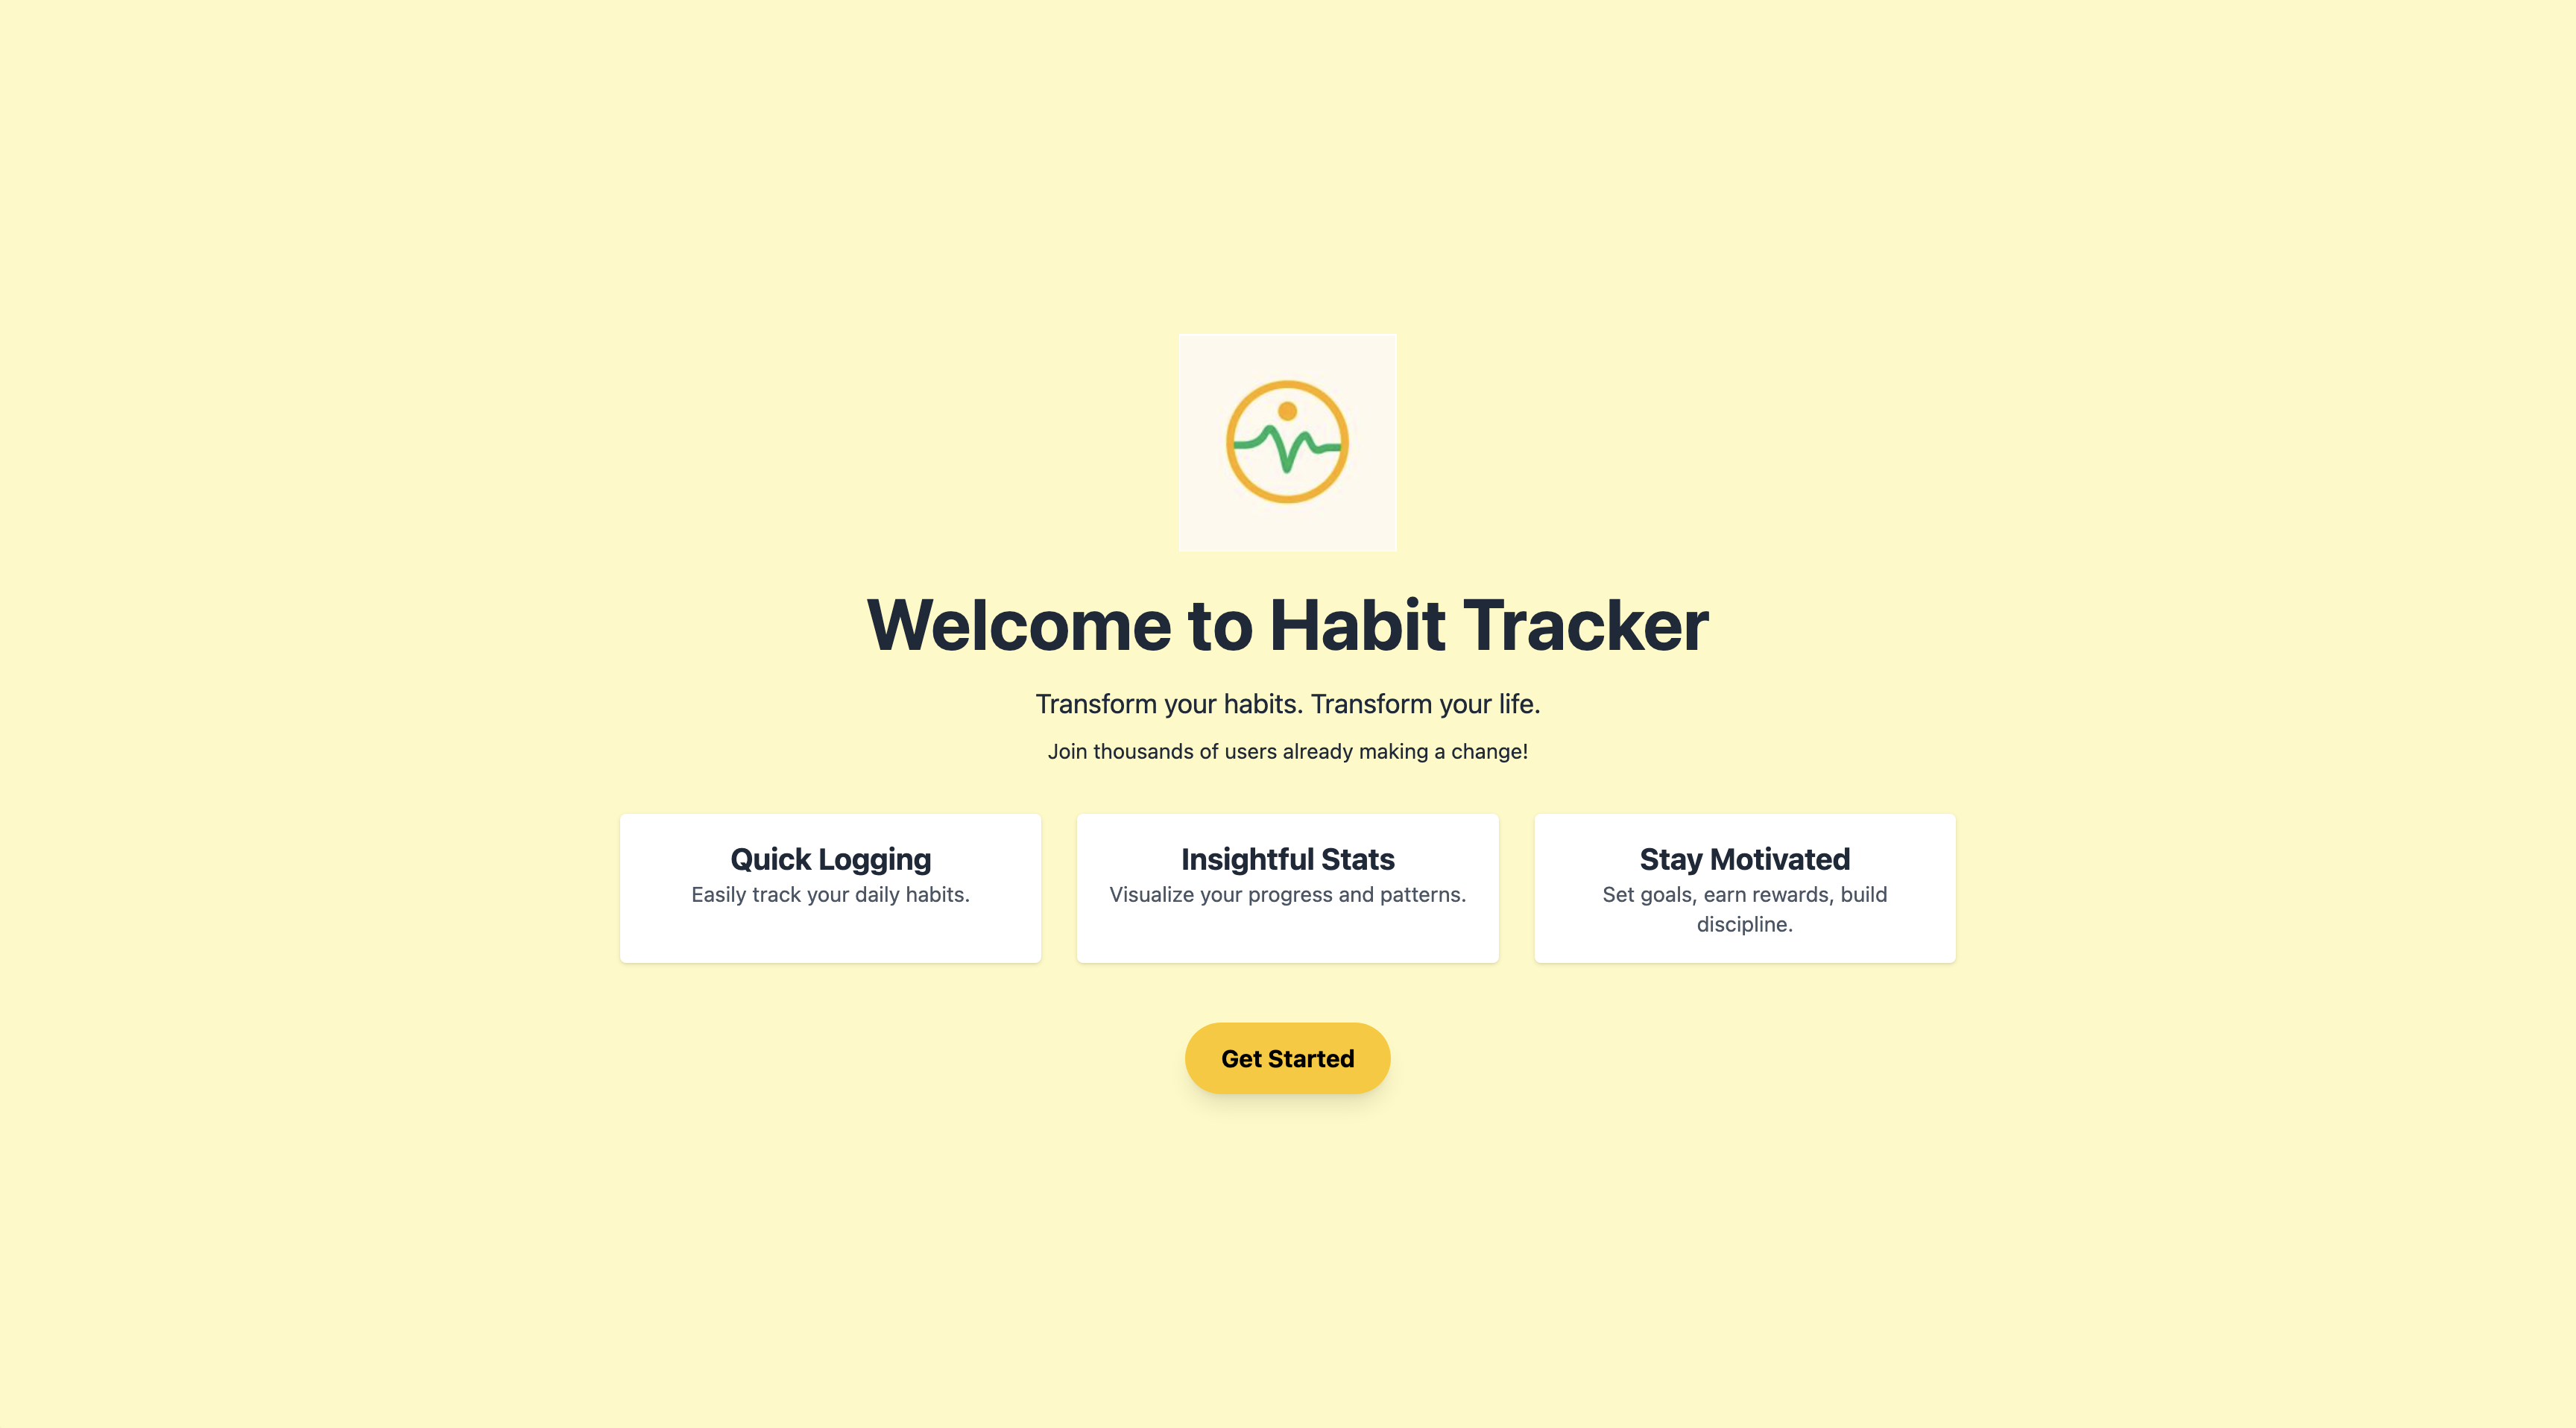 Welcome to Habit Tracker
Transform your habits. Transform your life.
Join thousands of users already making a change!
Quick Logging
Easily track your daily habits.
Insightful Stats
Visualize your progress and patterns.
Stay Motivated
Set goals, earn rewards, build
discipline.
Get Started